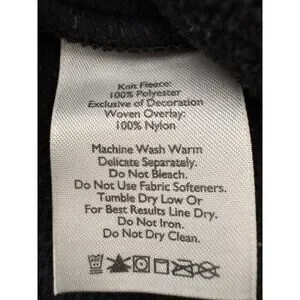 Knit Fleece:
100% Polyester
Exclusive of Decoration
Woven Overlay:
100% Nylon
Machine Wash Warm
Delicate Separately.
Do Not Bleach.
Do Not Use Fabric Softeners.
Tumble Dry Low Or
For Best Results Line Dry.
Do Not Iron.
Do Not Dry Clean.